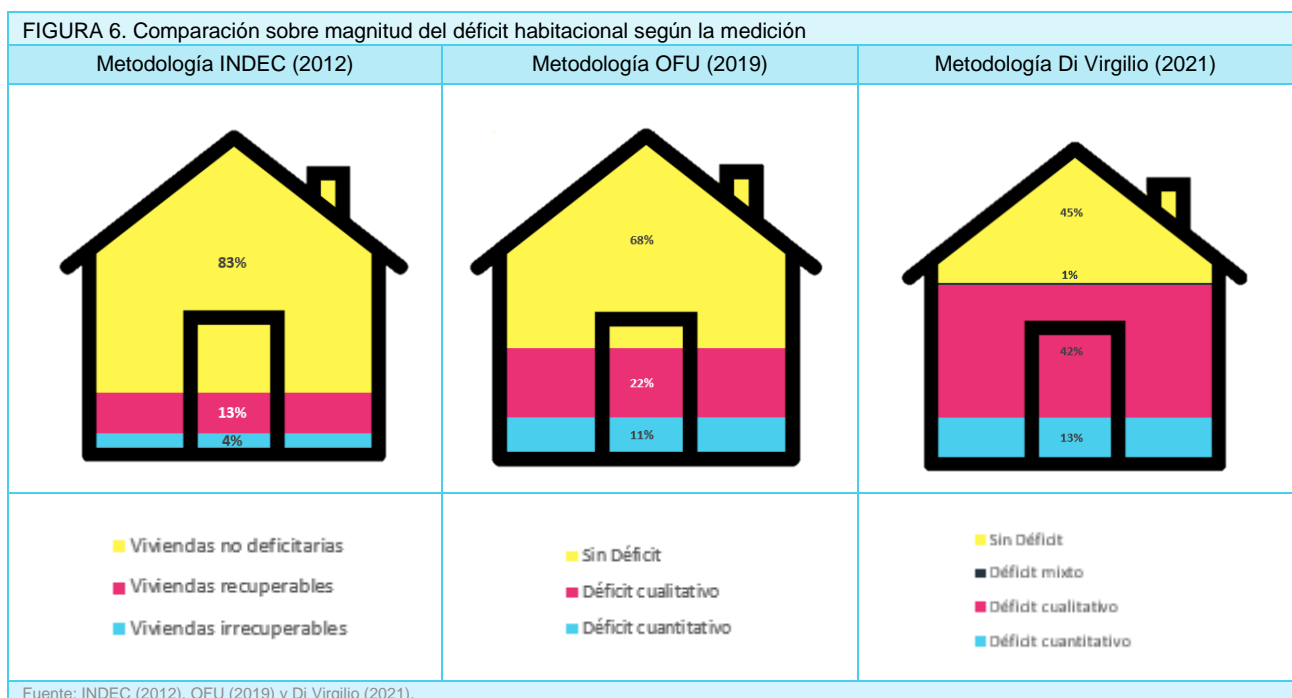 FIGURA 6. Comparación sobre magnitud del déficit habitacional según la medición
Metodología INDEC (2012)
Metodología OFU (2019)
Metodología Di Virgilio (2021)
83%
13%
4%
68%
22%
11%
45%
1%
42%
13%
Viviendas no deficitarias
Viviendas recuperables
Viviendas irrecuperables
Sin Déficit
Déficit cualitativo
Déficit cuantitativo
Sin Déficit
Déficit mixto
Déficit cualitativo
Déficit cuantitativo
Fuente: INDEC (2012), OFU (2019) y Di Virgilio (2021).